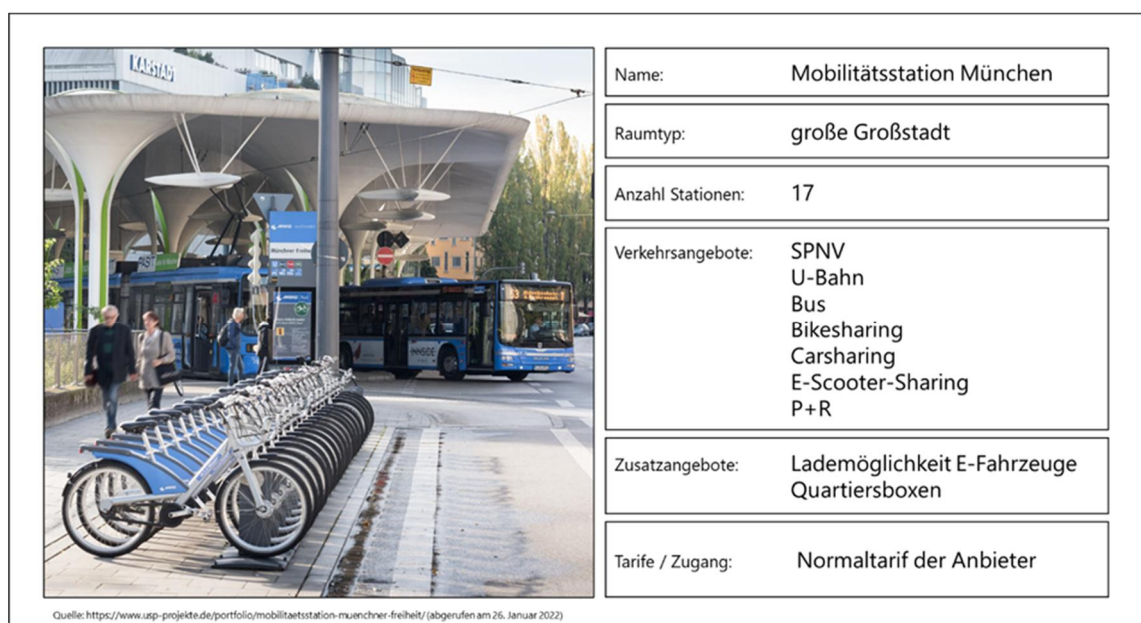 KARSTADT
Münchner Freiheit
Name: Mobilitätsstation München
Raumtyp: große Großstadt
Anzahl Stationen: 17
Verkehrsangebote: SPNV
U-Bahn
Bus
Bikesharing
Carsharing
E-Scooter-Sharing
P+R
Zusatzangebote: Lademöglichkeit E-Fahrzeuge
Quartiersboxen
Tarife / Zugang: Normaltarif der Anbieter
Quelle: https://www.usp-projekte.de/portfolio/mobilitaetsstation-muenchner-freiheit/ (abgerufen am 26. Januar 2022)